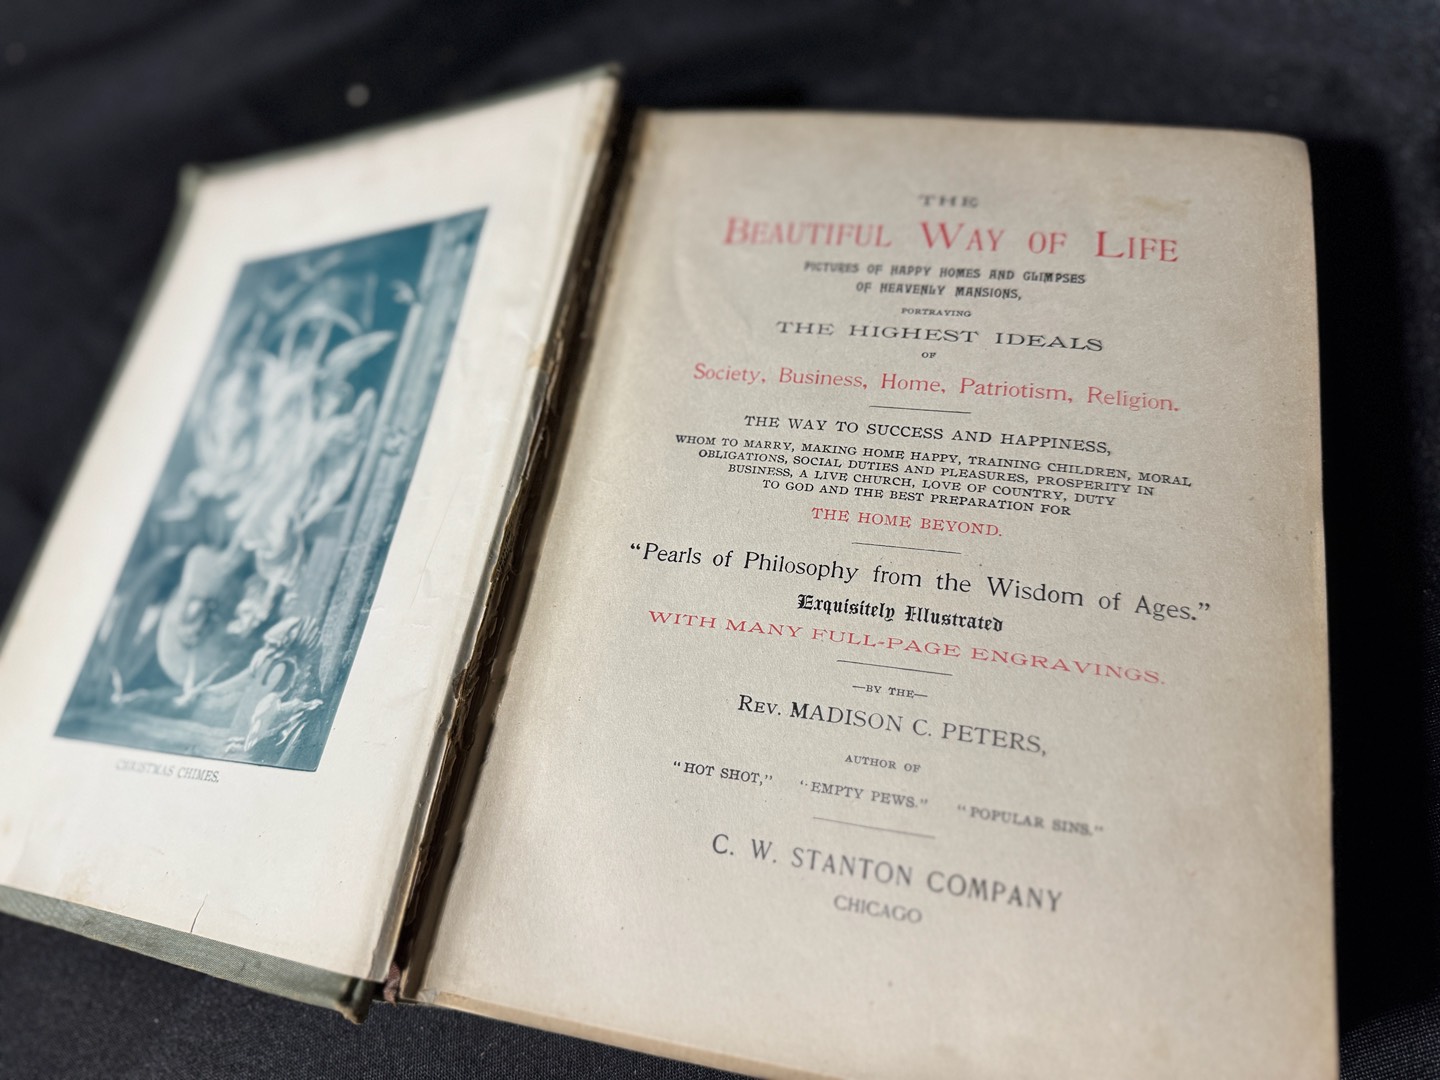 CHRISTMAS CHIMES.
THE
BEAUTIFUL WAY OF LIFE
PICTURES OF HAPPY HOMES AND GLIMPSES
OF HEAVENLY MANSIONS,
PORTRAYING
THE HIGHEST IDEALS
OF
Society, Business, Home, Patriotism, Religion.
THE WAY TO SUCCESS AND HAPPINESS,
WHOM TO MARRY, MAKING HOME HAPPY, TRAINING CHILDREN, MORAL
OBLIGATIONS, SOCIAL DUTIES AND PLEASURES, PROSPERITY IN
BUSINESS, A LIVE CHURCH, LOVE OF COUNTRY, DUTY
TO GOD AND THE BEST PREPARATION FOR
THE HOME BEYOND.
"Pearls of Philosophy from the Wisdom of Ages."
Exquisitely Illustrated
WITH MANY FULL-PAGE ENGRAVINGS.
—BY THE—
REV. MADISON C. PETERS,
AUTHOR OF
"HOT SHOT," "EMPTY PEWS." "POPULAR SINS."
C. W. STANTON COMPANY
CHICAGO